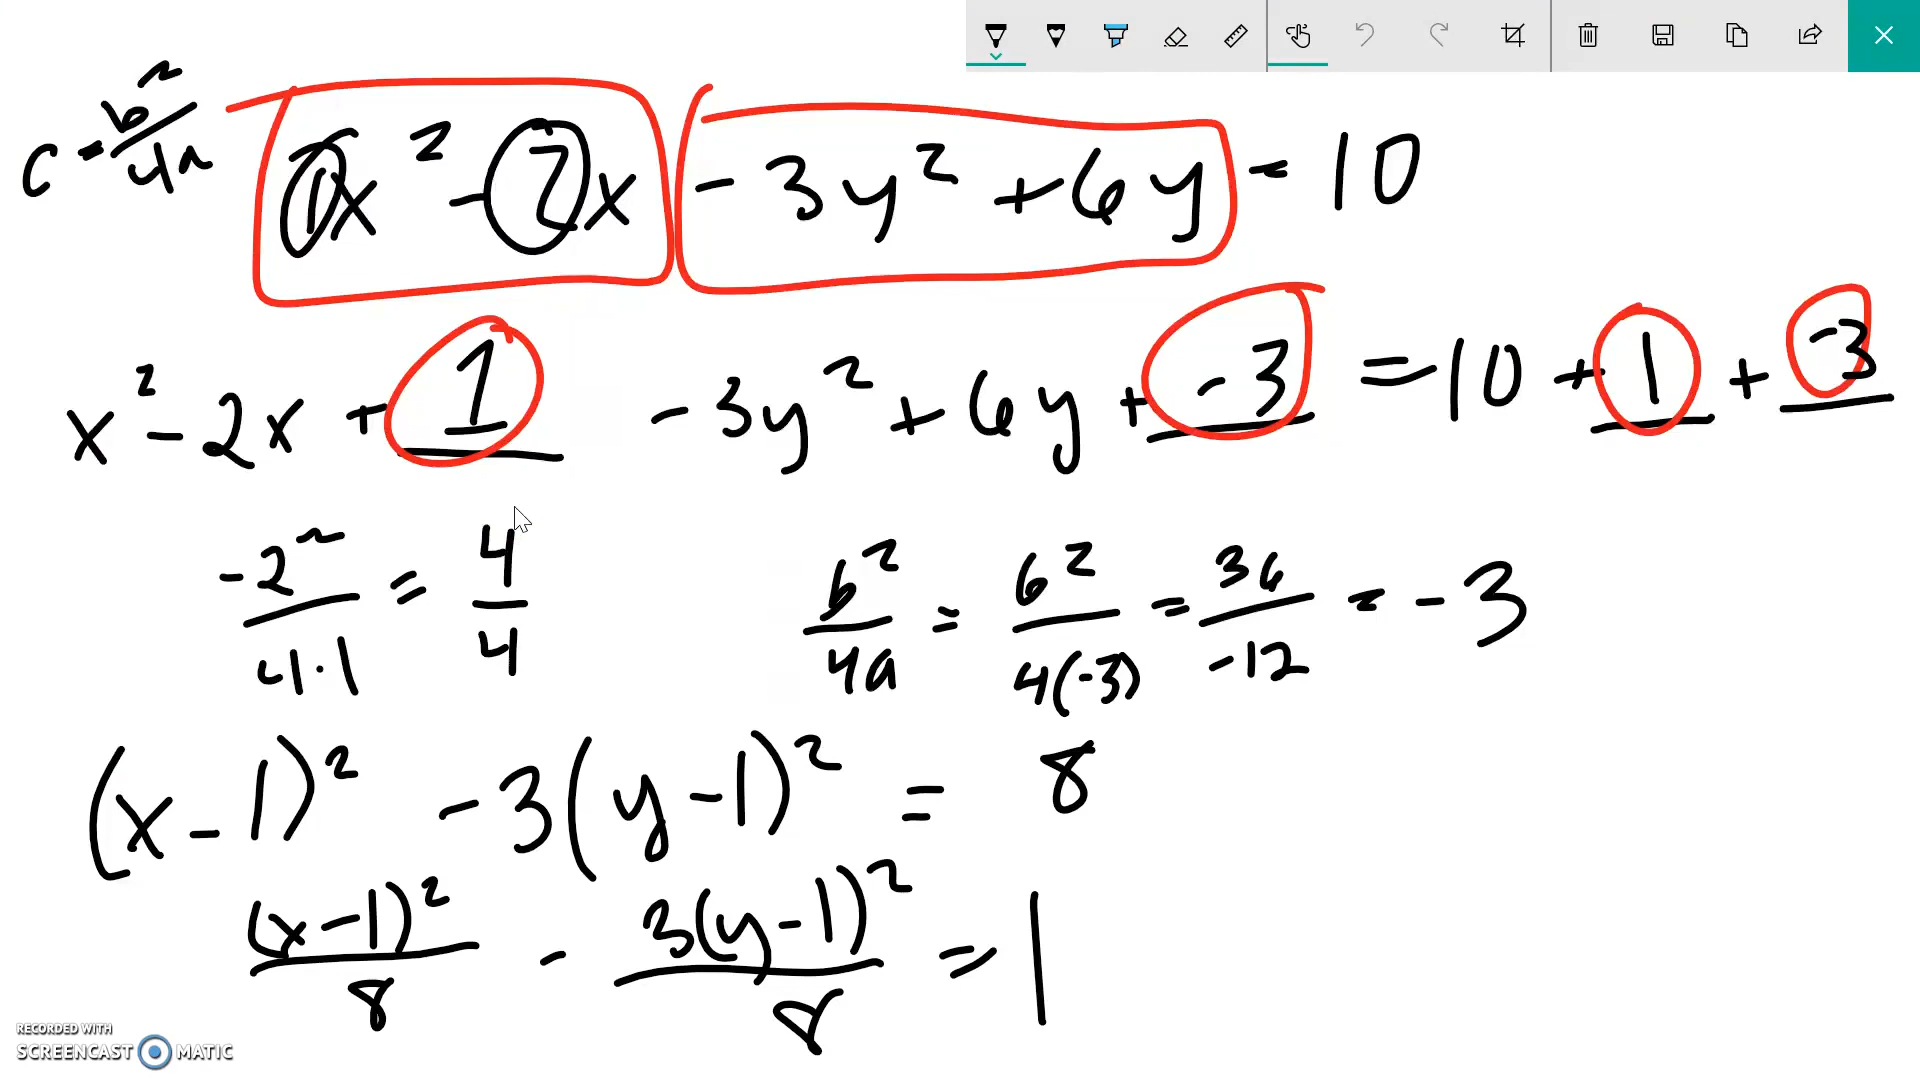 c = b²/4a
1x² - 2x - 3y² + 6y = 10
x² - 2x + 1 - 3y² + 6y + -3 = 10 + 1 + -3
-2²/4·1 = 4/4
b²/4a = 6²/4(-3) = 36/-12 = -3
(x-1)² - 3(y-1)² = 8
(x-1)²/8 - 3(y-1)²/8 = 1
RECORDED WITH
SCREENCAST MATIC